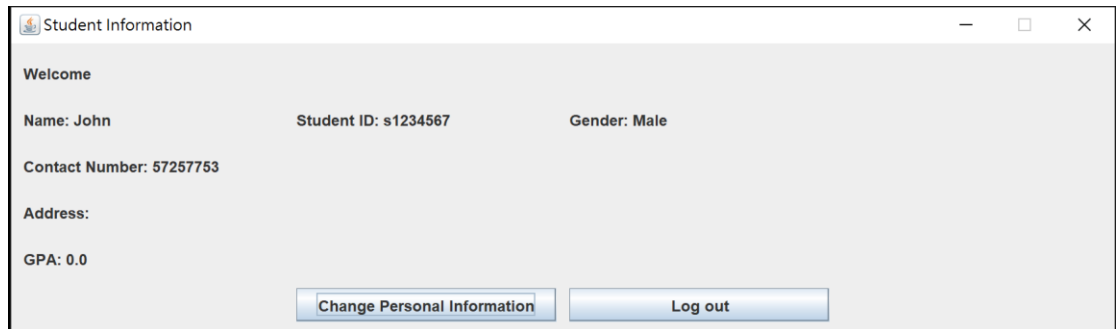 Student Information
Welcome
Name: John Student ID: s1234567 Gender: Male
Contact Number: 57257753
Address:
GPA: 0.0
Change Personal Information Log out